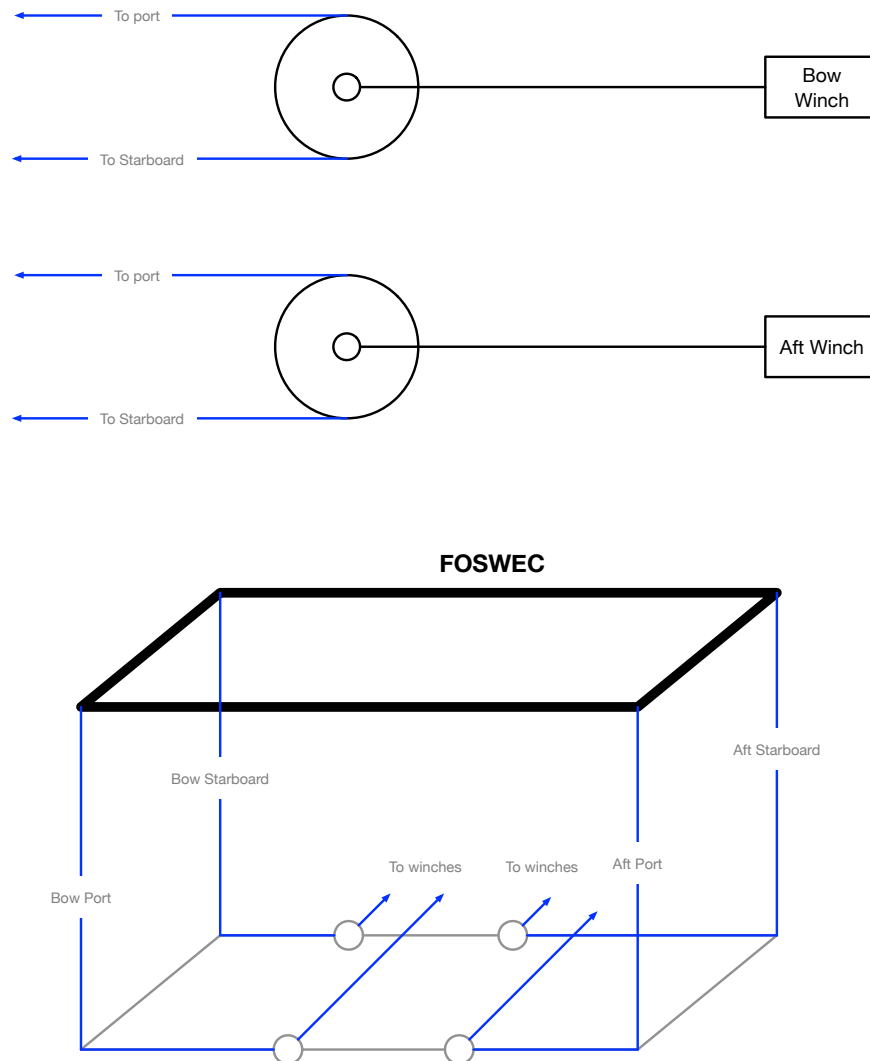 To port
Bow
Winch
To Starboard
To port
Aft Winch
To Starboard
FOSWEC
Aft Starboard
Bow Starboard
To winches
To winches
Aft Port
Bow Port